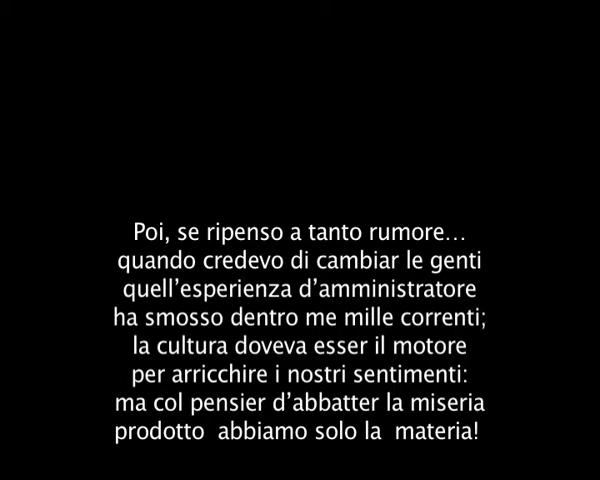 Poi, se ripenso a tanto rumore...
quando credevo di cambiar le genti
quell’esperienza d’amministratore
ha smosso dentro me mille correnti;
la cultura doveva esser il motore
per arricchire i nostri sentimenti:
ma col pensier d’abbatter la miseria
prodotto  abbiamo solo la  materia!